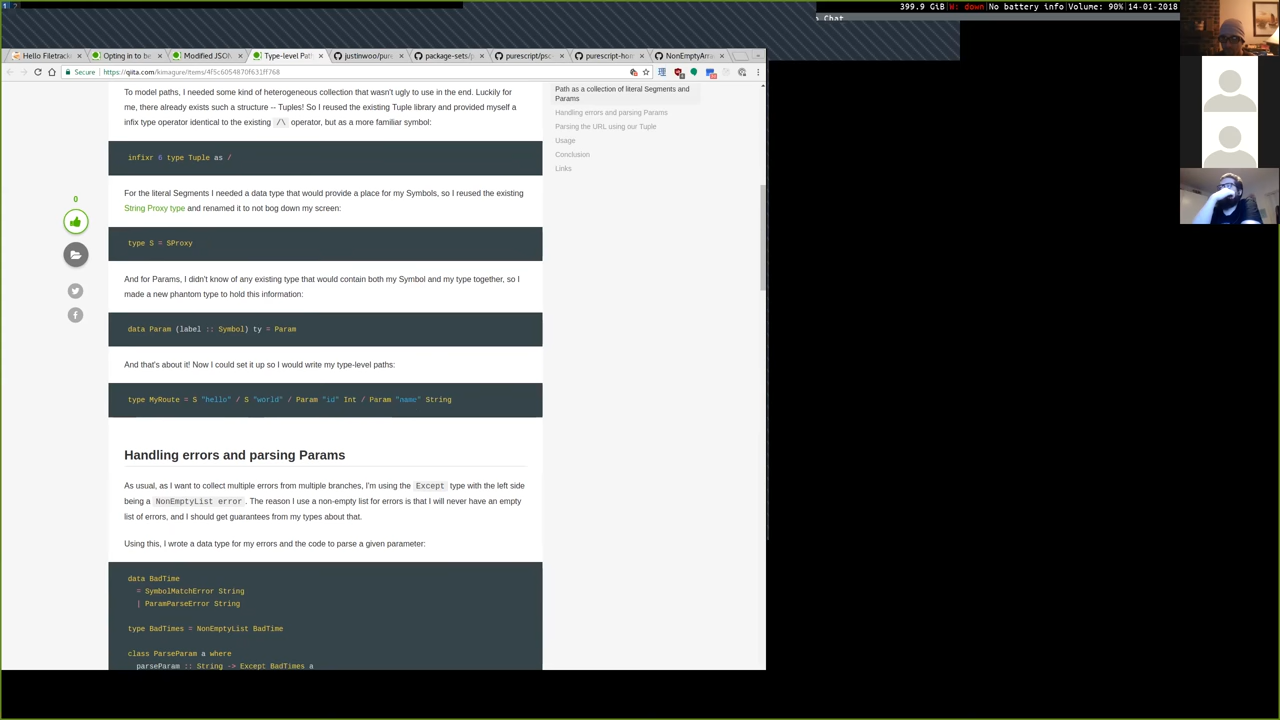 1 2
399.9 GiB|W: down|No battery info|Volume: 90%|14-01-2018
Chat
Hello Filetrack
Opting in to be
Modified JSON
Type-level Path
justinwoo/pure
package-sets/p
purescript/psc
purescript-hom
NonEmptyArra
Secure
https://qiita.com/kimagure/items/4f5c6054870f631ff768
To model paths, I needed some kind of heterogeneous collection that wasn't ugly to use in the end. Luckily for
me, there already exists such a structure -- Tuples! So I reused the existing Tuple library and provided myself a
infix type operator identical to the existing /\ operator, but as a more familiar symbol:
infixr 6 type Tuple as /
For the literal Segments I needed a data type that would provide a place for my Symbols, so I reused the existing
String Proxy type and renamed it to not bog down my screen:
type S = SProxy
And for Params, I didn't know of any existing type that would contain both my Symbol and my type together, so I
made a new phantom type to hold this information:
data Param (label :: Symbol) ty = Param
And that's about it! Now I could set it up so I would write my type-level paths:
type MyRoute = S "hello" / S "world" / Param "id" Int / Param "name" String
Handling errors and parsing Params
As usual, as I want to collect multiple errors from multiple branches, I'm using the Except type with the left side
being a NonEmptyList error. The reason I use a non-empty list for errors is that I will never have an empty
list of errors, and I should get guarantees from my types about that.
Using this, I wrote a data type for my errors and the code to parse a given parameter:
data BadTime
= SymbolMatchError String
| ParamParseError String
type BadTimes = NonEmptyList BadTime
class ParseParam a where
parseParam :: String -> Except BadTimes a
0
Path as a collection of literal Segments and
Params
Handling errors and parsing Params
Parsing the URL using our Tuple
Usage
Conclusion
Links